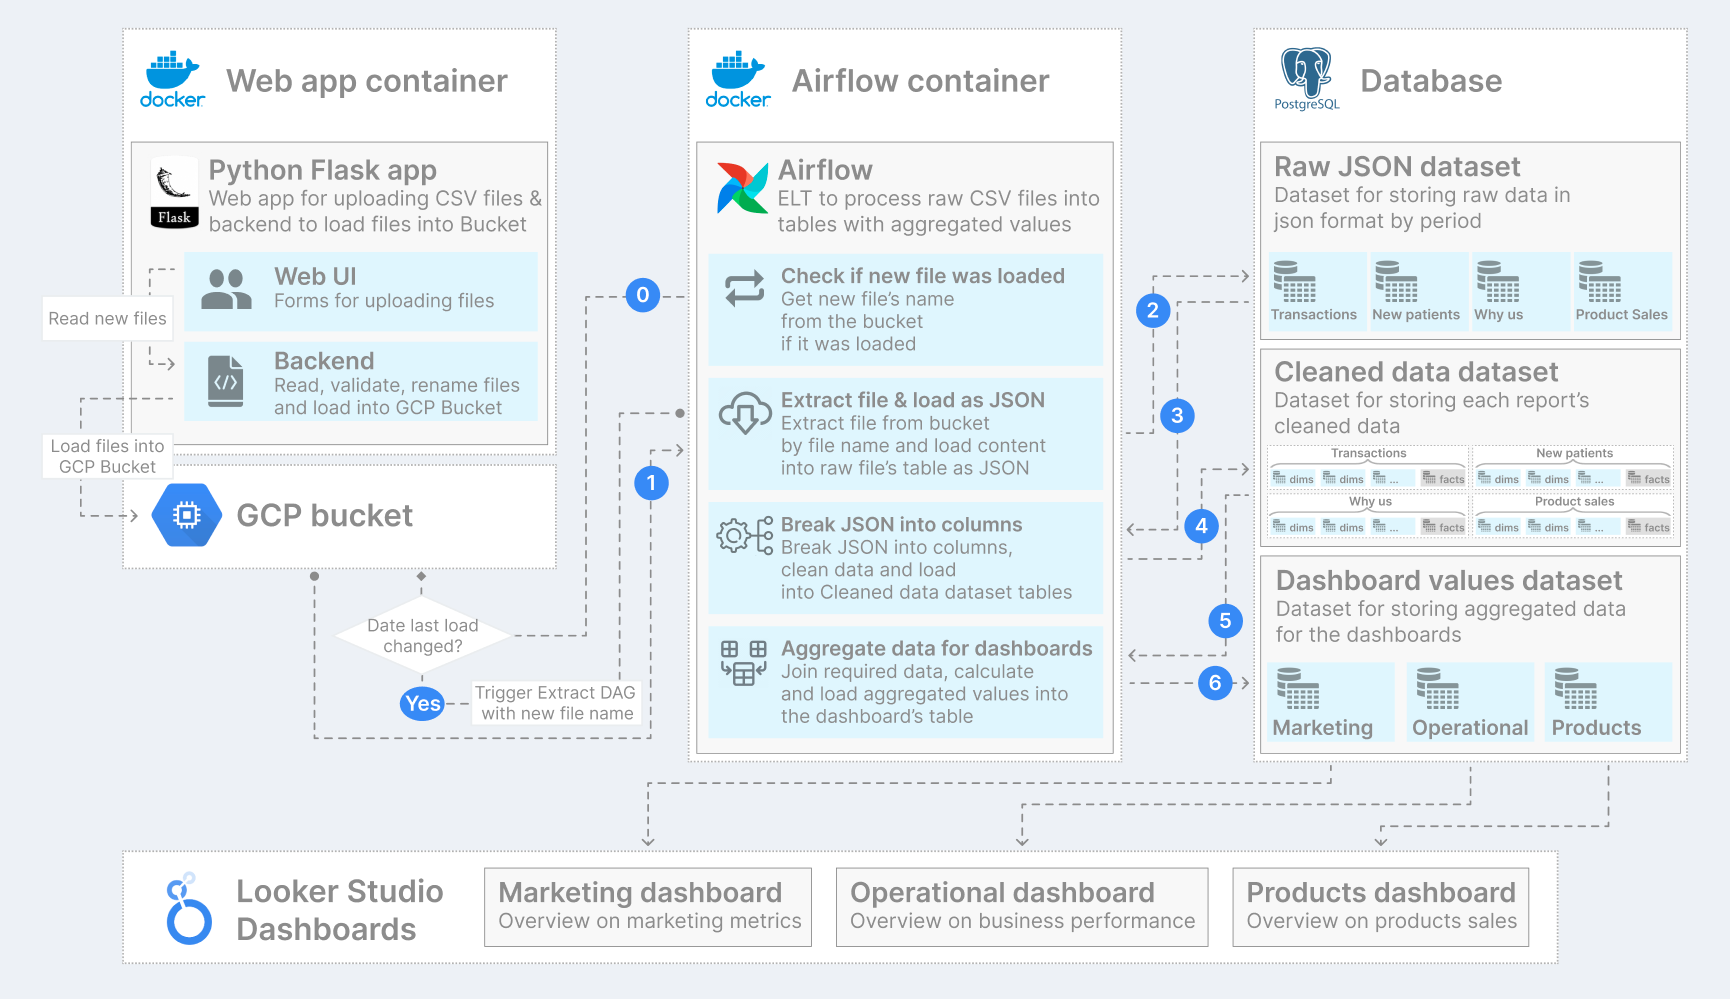 docker
Web app container
Flask
Python Flask app
Web app for uploading CSV files &
backend to load files into Bucket
Web UI
Forms for uploading files
Read new files
Backend
Read, validate, rename files
and load into GCP Bucket
Load files into
GCP Bucket
GCP bucket
Date last load
changed?
Yes
Trigger Extract DAG
with new file name
0
1
docker
Airflow container
Airflow
ELT to process raw CSV files into
tables with aggregated values
Check if new file was loaded
Get new file's name
from the bucket
if it was loaded
Extract file & load as JSON
Extract file from bucket
by file name and load content
into raw file's table as JSON
Break JSON into columns
Break JSON into columns,
clean data and load
into Cleaned data dataset tables
Aggregate data for dashboards
Join required data, calculate
and load aggregated values into
the dashboard's table
2
3
4
5
6
PostgreSQL
Database
Raw JSON dataset
Dataset for storing raw data in
json format by period
Transactions
New patients
Why us
Product Sales
Cleaned data dataset
Dataset for storing each report's
cleaned data
Transactions
dims
dims
...
facts
New patients
dims
dims
...
facts
Why us
dims
dims
...
facts
Product sales
dims
dims
...
facts
Dashboard values dataset
Dataset for storing aggregated data
for the dashboards
Marketing
Operational
Products
Looker Studio
Dashboards
Marketing dashboard
Overview on marketing metrics
Operational dashboard
Overview on business performance
Products dashboard
Overview on products sales